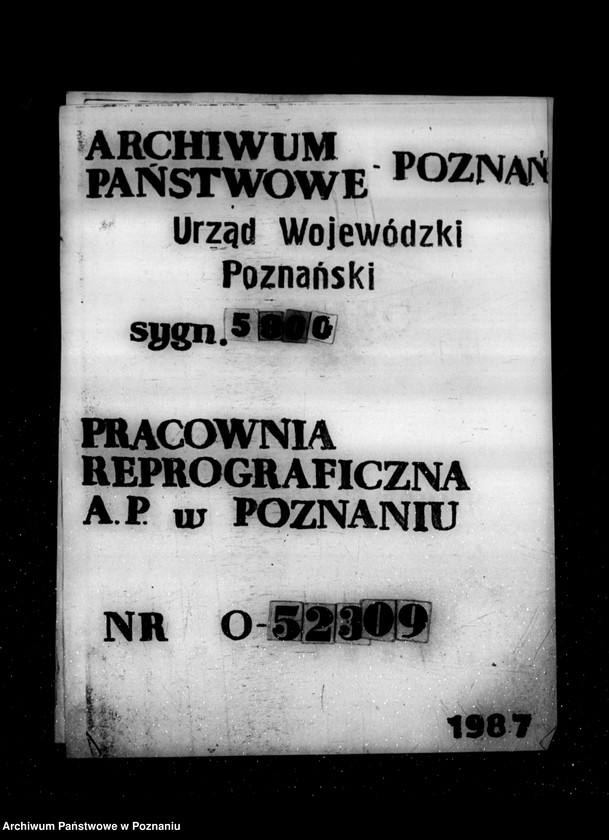 ARCHIWUM
PAŃSTWOWE - POZNAŃ
Urząd Wojewódzki
Poznański
sygn.
PRACOWNIA
REPROGRAFICZNA
A.P. w POZNANIU
NR O-52309
1987
Archiwum Państwowe w Poznaniu